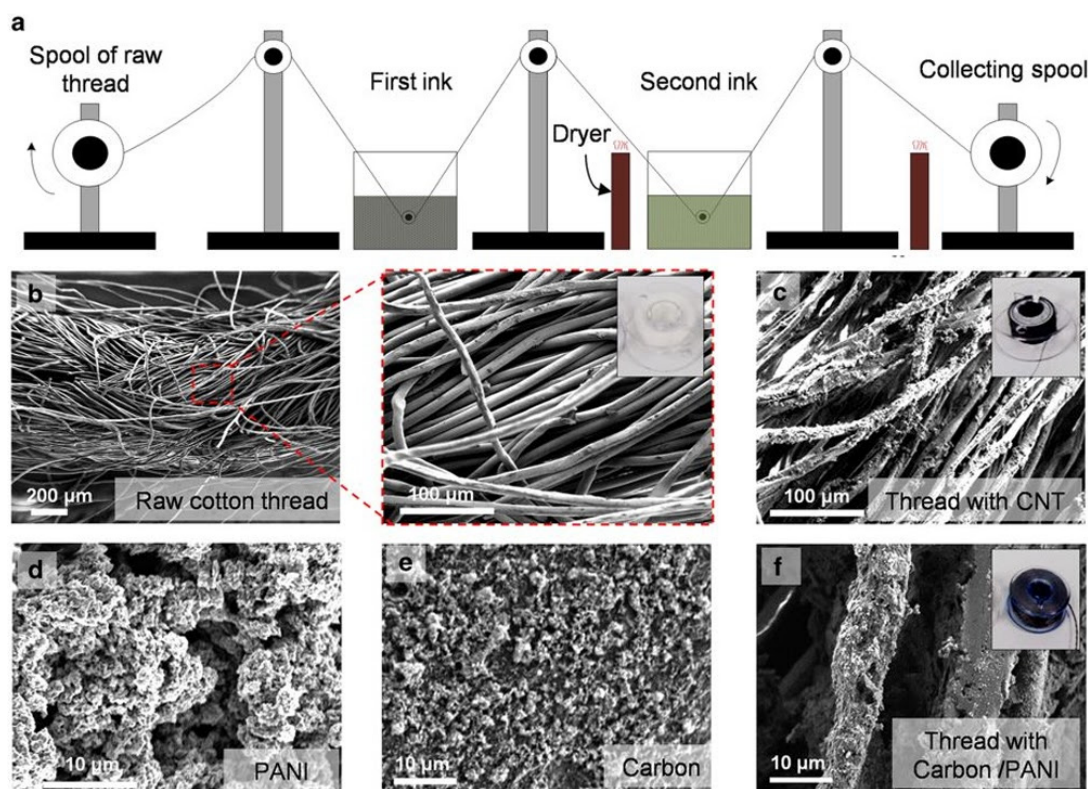 a
Spool of raw
thread
First ink
Dryer
Second ink
Collecting spool
b
200 μm
Raw cotton thread
100 μm
c
100 μm
Thread with CNT
d
10 μm
PANI
e
10 μm
Carbon
f
10 μm
Thread with
Carbon /PANI